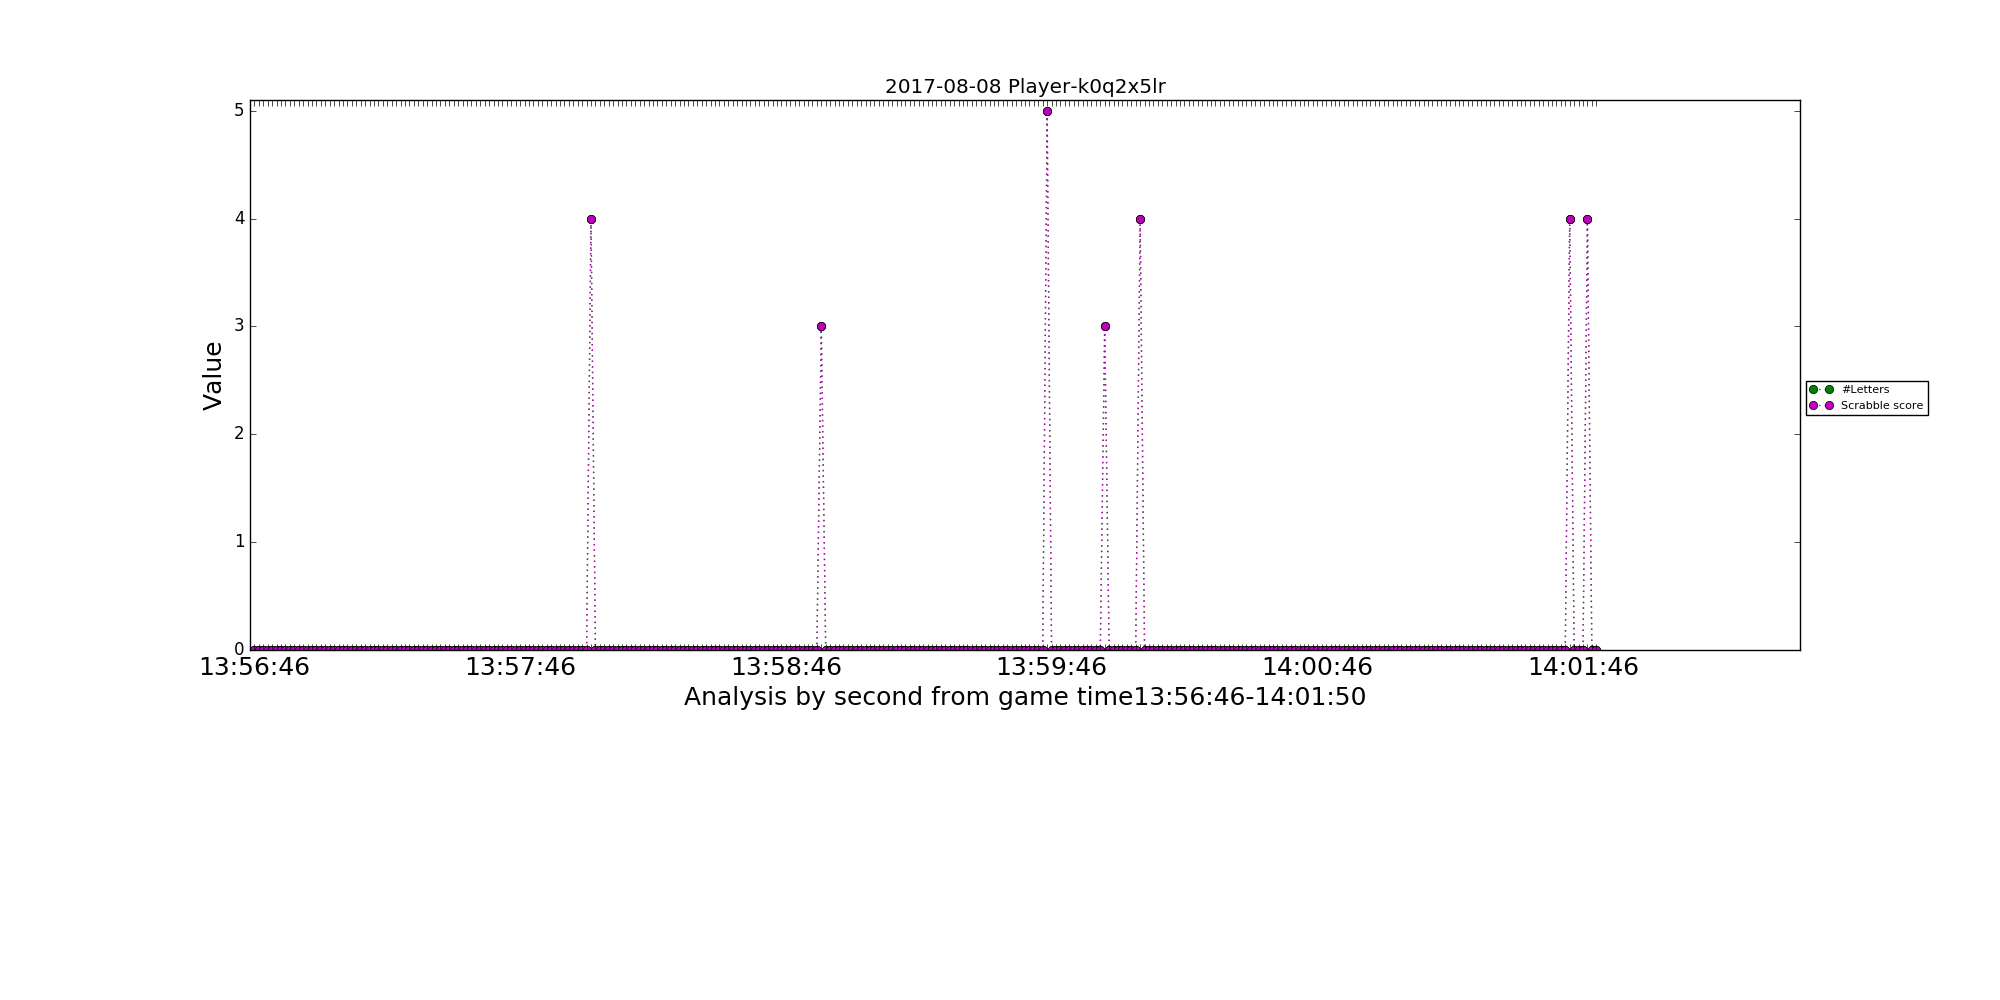 2017-08-08 Player-k0q2x5lr
5
4
3
2
1
0
Value
13:56:46 13:57:46 13:58:46 13:59:46 14:00:46 14:01:46
Analysis by second from game time13:56:46-14:01:50
#Letters
Scrabble score